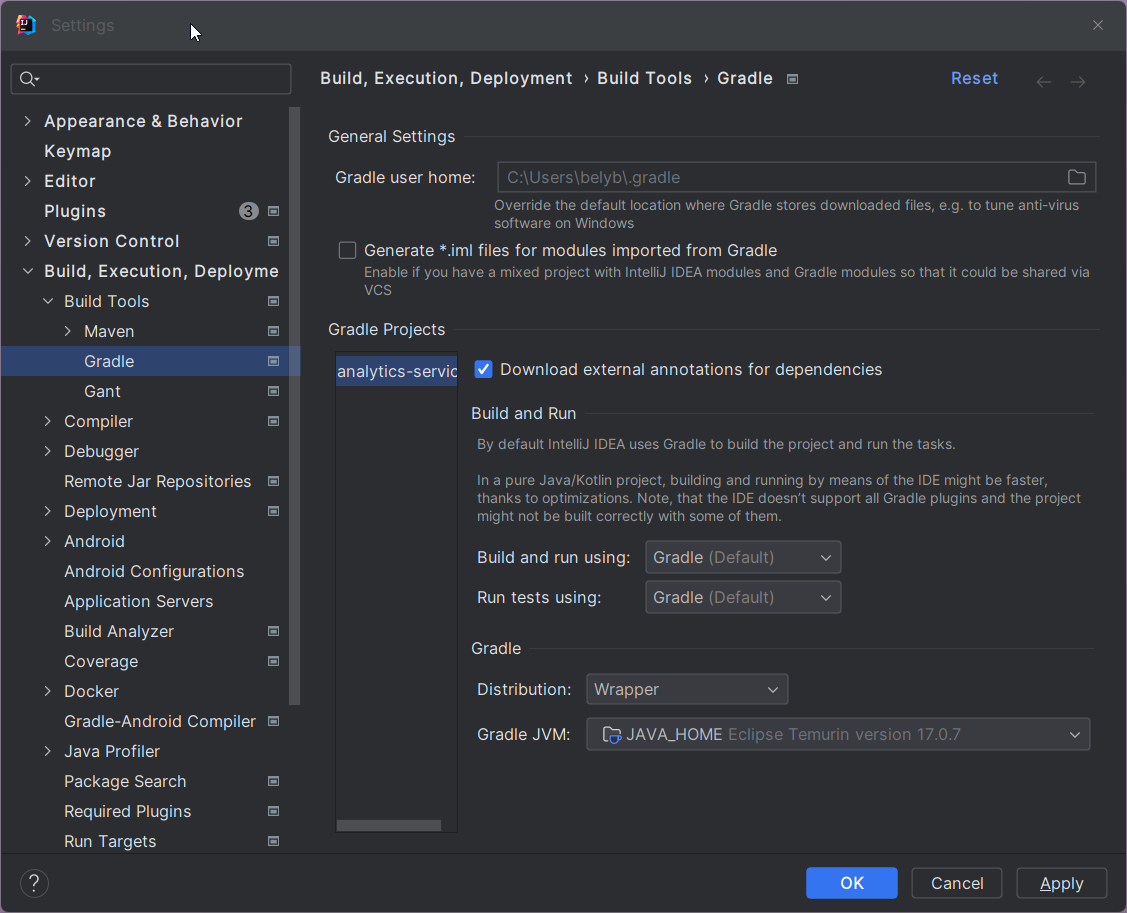 Settings
Build, Execution, Deployment › Build Tools › Gradle
Reset
Appearance & Behavior
Keymap
Editor
Plugins 3
Version Control
Build, Execution, Deployme
Build Tools
Maven
Gradle
Gant
Compiler
Debugger
Remote Jar Repositories
Deployment
Android
Android Configurations
Application Servers
Build Analyzer
Coverage
Docker
Gradle-Android Compiler
Java Profiler
Package Search
Required Plugins
Run Targets
General Settings
Gradle user home: C:\Users\belyb\.gradle
Override the default location where Gradle stores downloaded files, e.g. to tune anti-virus
software on Windows
Generate *.iml files for modules imported from Gradle
Enable if you have a mixed project with IntelliJ IDEA modules and Gradle modules so that it could be shared via
VCS
Gradle Projects
analytics-servic
Download external annotations for dependencies
Build and Run
By default IntelliJ IDEA uses Gradle to build the project and run the tasks.
In a pure Java/Kotlin project, building and running by means of the IDE might be faster,
thanks to optimizations. Note, that the IDE doesn't support all Gradle plugins and the project
might not be built correctly with some of them.
Build and run using: Gradle (Default)
Run tests using: Gradle (Default)
Gradle
Distribution: Wrapper
Gradle JVM: JAVA_HOME Eclipse Temurin version 17.0.7
?
OK
Cancel
Apply